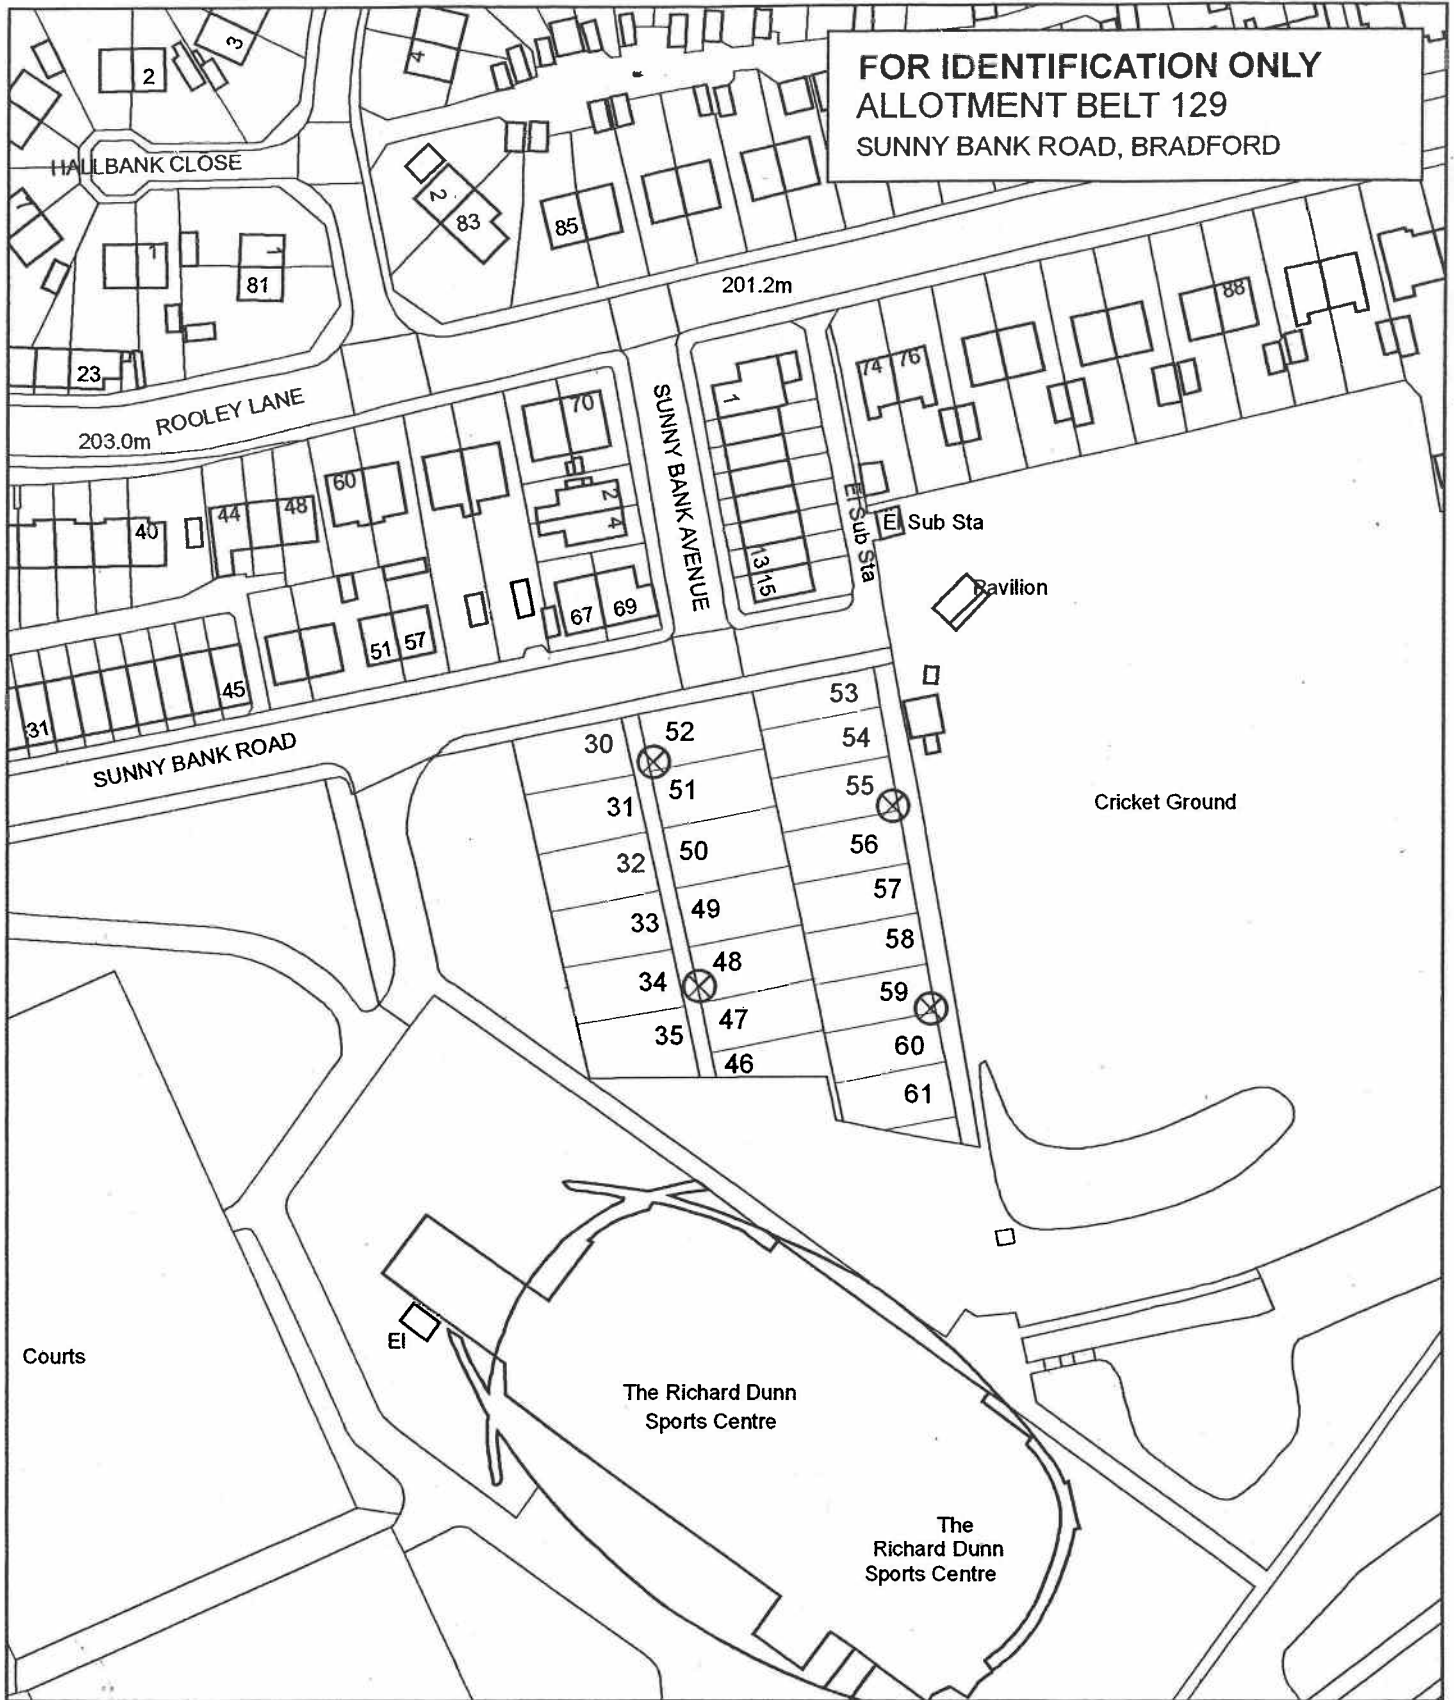 FOR IDENTIFICATION ONLY
ALLOTMENT BELT 129
SUNNY BANK ROAD, BRADFORD
3
2
4
HALLBANK CLOSE
2
83
85
1
1
1
81
201.2m
23
ROOLEY LANE
203.0m
70
SUNNY BANK AVENUE
1
74
76
88
60
44
48
40
2
4
El Sub Sta
El Sub Sta
13
15
Pavilion
67
69
51
57
45
31
SUNNY BANK ROAD
53
52
30
54
55
51
31
Cricket Ground
50
56
32
57
49
33
58
48
34
59
47
35
60
46
61
El
Courts
The Richard Dunn
Sports Centre
The
Richard Dunn
Sports Centre